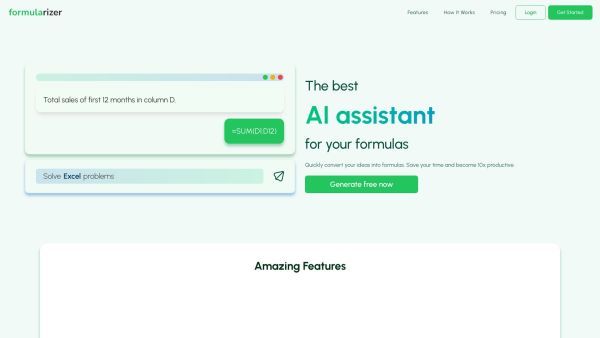 formularizer
Features
How It Works
Pricing
Login
Get Started
Total sales of first 12 months in column D.
=SUM(D1:D12)
Solve Excel problems
The best
AI assistant
for your formulas
Quickly convert your ideas into formulas. Save your time and become 10x productive
Generate free now
Amazing Features